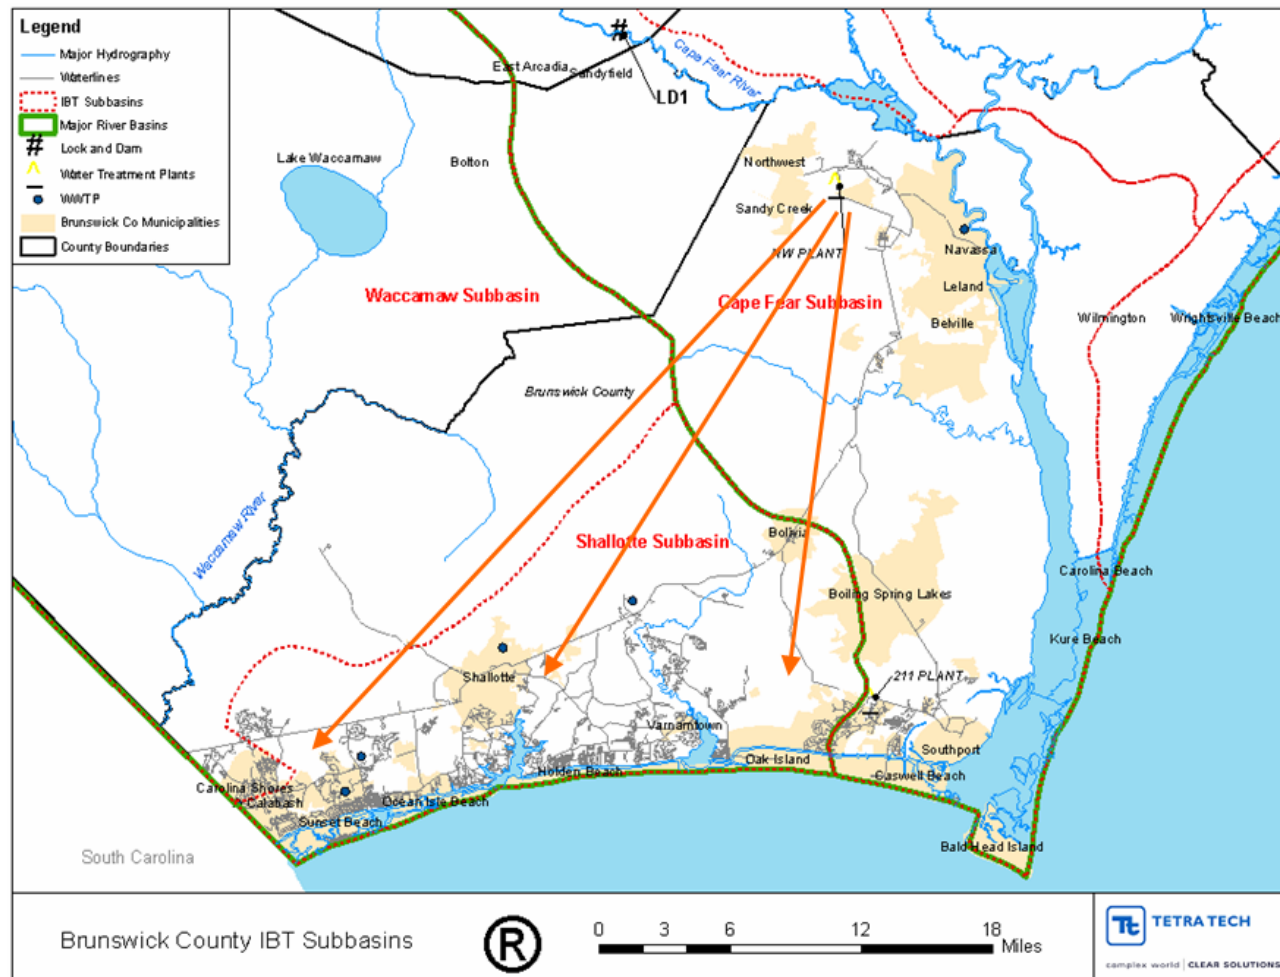 Legend
Major Hydrography
Waterlines
IBT Subbasins
Major River Basins
# Lock and Dam
Water Treatment Plants
WWTP
Brunswick Co Municipalities
County Boundaries
#
East Arcadia
Sandyfield
Cape Fear River
LD1
Lake Waccamaw
Bolton
Northwest
Sandy Creek
NW PLANT
Navassa
Leland
Waccamaw Subbasin
Cape Fear Subbasin
Belville
Wilmington
Wrightsville Beach
Brunswick County
Waccamaw River
Shallotte Subbasin
Bolivia
Carolina Beach
Boiling Spring Lakes
Kure Beach
Shallotte
211 PLANT
Varnamtown
Southport
Oak Island
Caswell Beach
Holden Beach
Carolina Shores
Calabash
Ocean Isle Beach
Sunset Beach
Bald Head Island
South Carolina
Brunswick County IBT Subbasins
R
0 3 6 12 18
Miles
Tt TETRA TECH
complex world | CLEAR SOLUTIONS